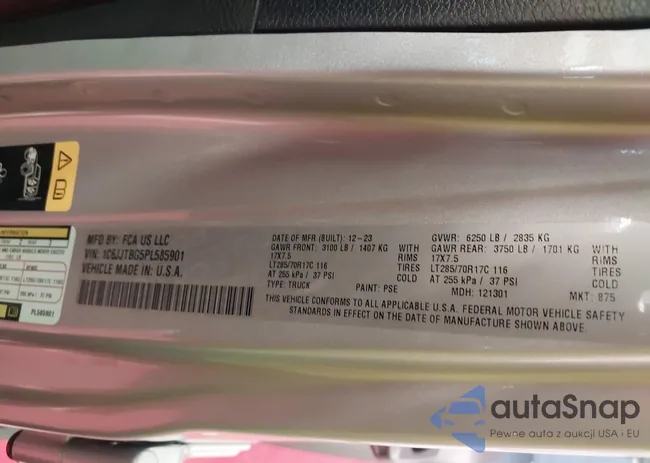 MFD BY: FCA US LLC
VIN: 1C6JJTBG5PL585901
VEHICLE MADE IN: U.S.A.
DATE OF MFR (BUILT): 12-23
GAWR FRONT: 3100 LB / 1407 KG WITH
17X7.5 RIMS
LT285/70R17C 116 TIRES
AT 255 kPa / 37 PSI COLD
TYPE: TRUCK PAINT: PSE
GVWR: 6250 LB / 2835 KG
GAWR REAR: 3750 LB / 1701 KG WITH
17X7.5 RIMS
LT285/70R17C 116 TIRES
AT 255 kPa / 37 PSI COLD
MDH: 121301 MKT: 875
THIS VEHICLE CONFORMS TO ALL APPLICABLE U.S.A. FEDERAL MOTOR VEHICLE SAFETY
STANDARDS IN EFFECT ON THE DATE OF MANUFACTURE SHOWN ABOVE.
PL585901
autaSnap
Pewne auta z aukcji USA - EU